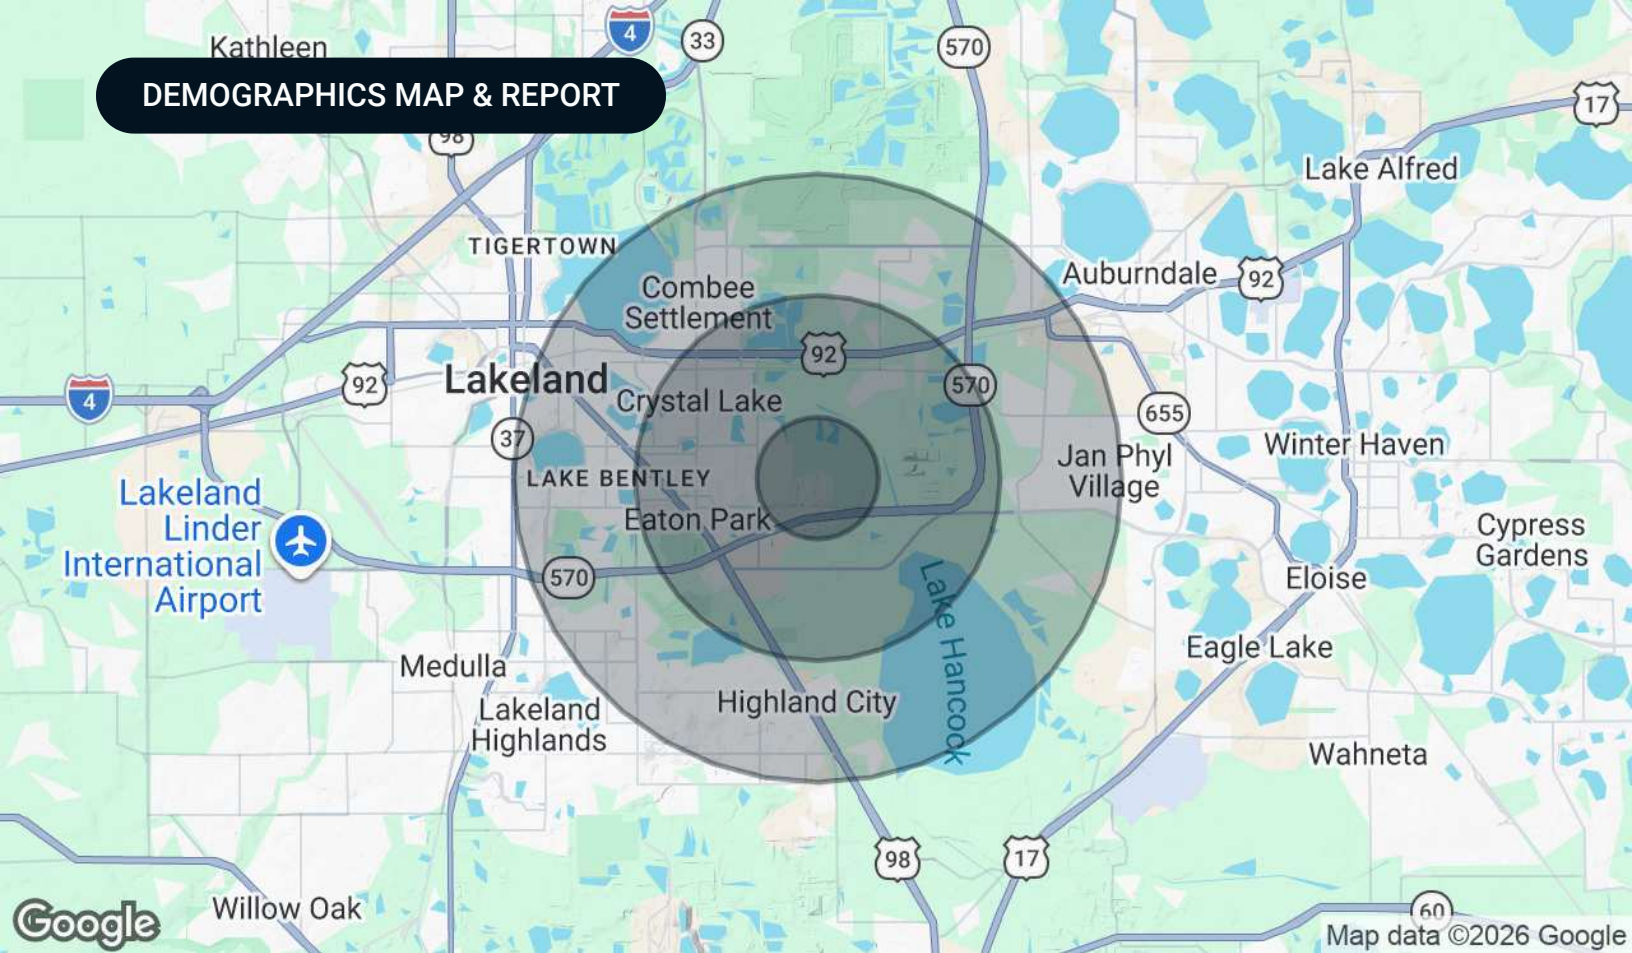 Kathleen
4
33
570
17
DEMOGRAPHICS MAP & REPORT
98
Lake Alfred
TIGERTOWN
Auburndale
92
Combee
Settlement
92
Lakeland
92
570
4
Crystal Lake
655
37
Winter Haven
LAKE BENTLEY
Jan Phyl
Village
Lakeland
Linder
International
Airport
Eaton Park
Cypress
Gardens
570
Eloise
Lake Hancock
Eagle Lake
Medulla
Highland City
Lakeland
Highlands
Wahneta
98
17
Willow Oak
60
Google
Map data ©2026 Google